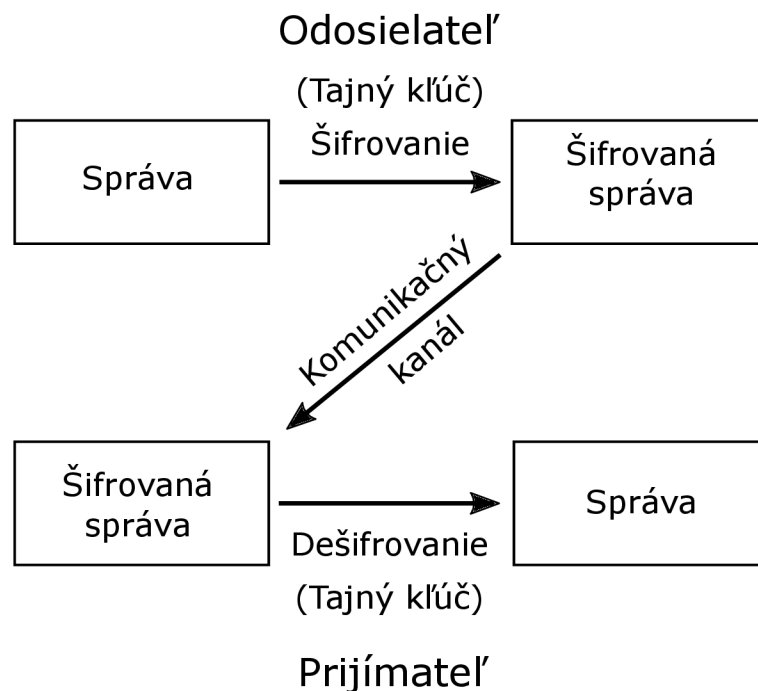 Odosielateľ
(Tajný kľúč)
Šifrovanie
Správa
Šifrovaná
správa
Komunikačný
kanál
Šifrovaná
správa
Správa
Dešifrovanie
(Tajný kľúč)
Prijímateľ